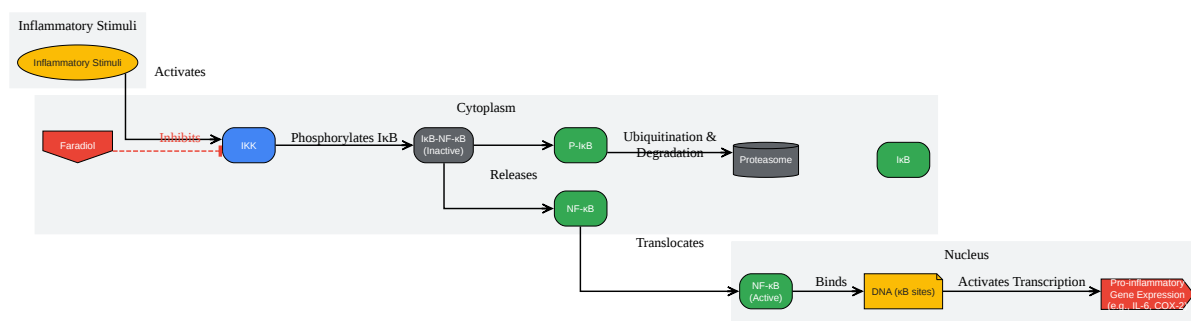 Inflammatory Stimuli
Inflammatory Stimuli
Activates
Cytoplasm
Faradiol
Inhibits
IKK
Phosphorylates IκB
IκB-NF-κB
(Inactive)
P-IκB
Ubiquitination &
Degradation
Proteasome
IκB
Releases
NF-κB
Translocates
Nucleus
NF-κB
(Active)
Binds
DNA (κB sites)
Activates Transcription
Pro-inflammatory
Gene Expression
(e.g., IL-6, COX-2)